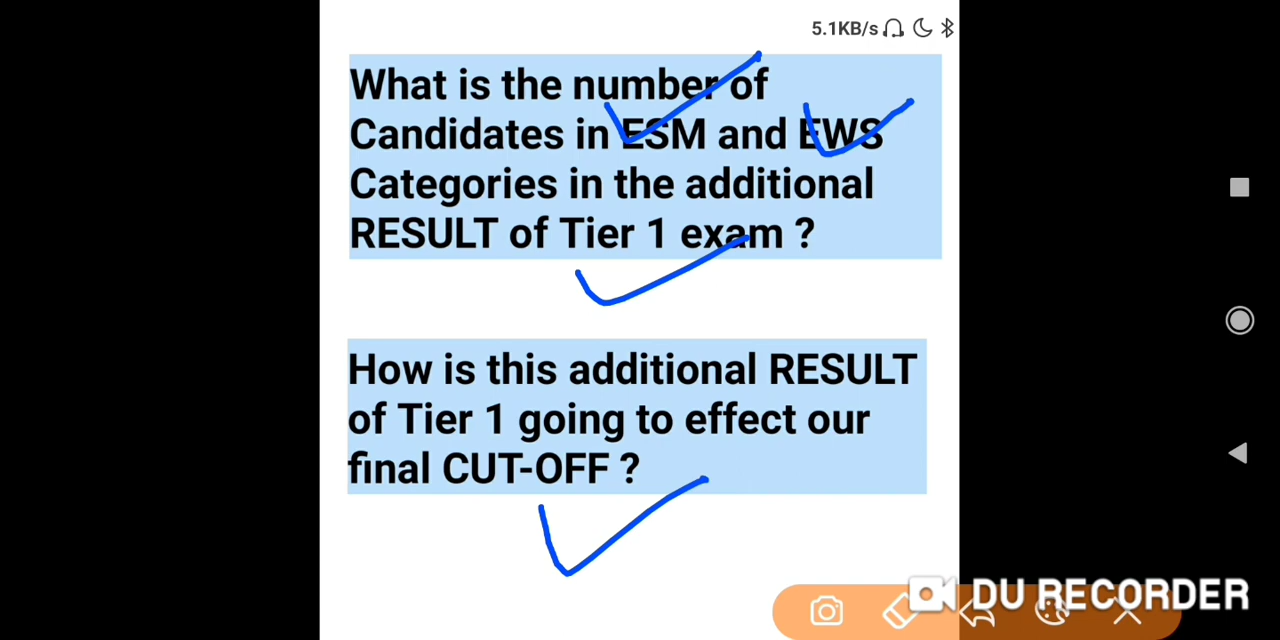 5.1KB/s
What is the number of
Candidates in ESM and EWS
Categories in the additional
RESULT of Tier 1 exam ?
How is this additional RESULT
of Tier 1 going to effect our
final CUT-OFF ?
DU RECORDER